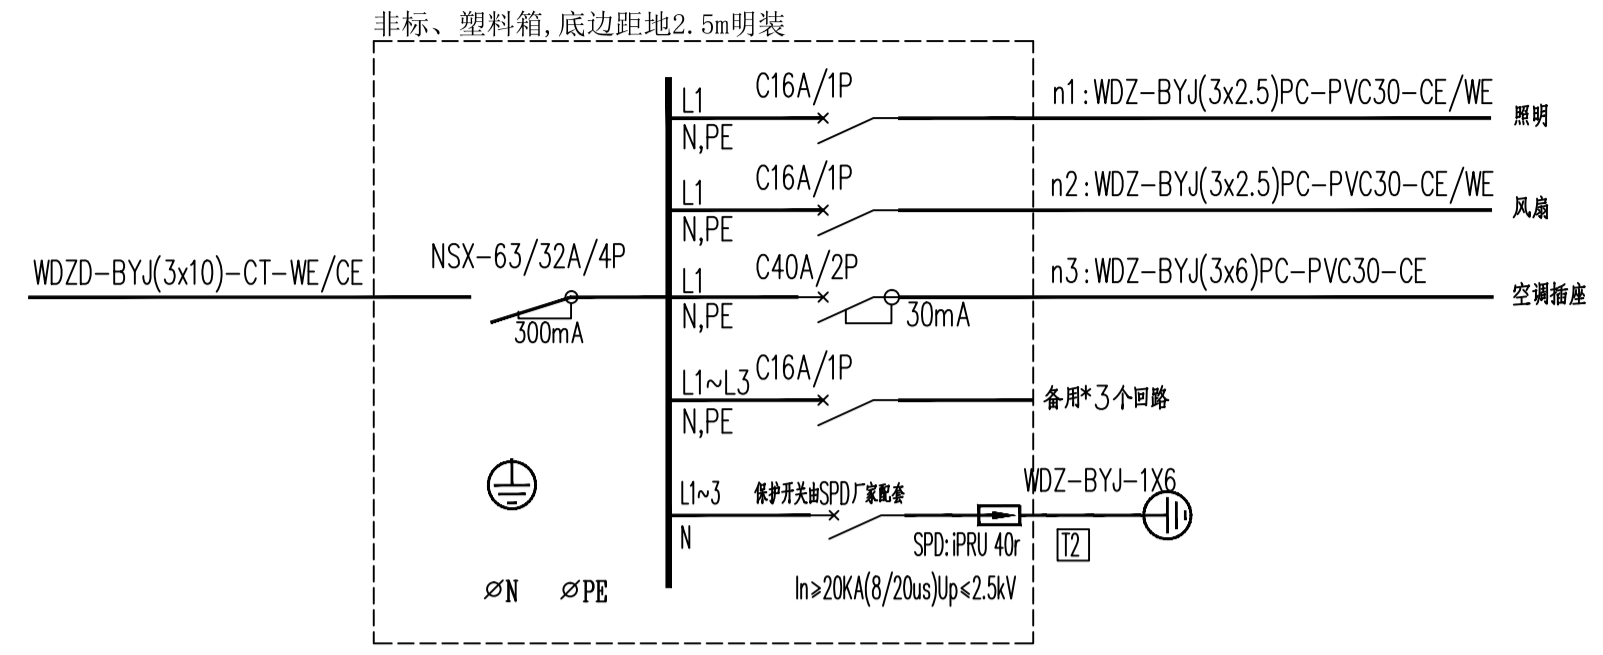 非标、塑料箱,底边距地2.5m明装
C16A/1P
L1
N,PE
n1:WDZ-BYJ(3x2.5)PC-PVC30-CE/WE
照明
C16A/1P
L1
N,PE
n2:WDZ-BYJ(3x2.5)PC-PVC30-CE/WE
风扇
WDZD-BYJ(3x10)-CT-WE/CE
NSX-63/32A/4P
300mA
C40A/2P
L1
N,PE
30mA
n3:WDZ-BYJ(3x6)PC-PVC30-CE
空调插座
C16A/1P
L1~L3
N,PE
备用*3个回路
L1~3
N
保护开关由SPD厂家配套
WDZ-BYJ-1X6
SPD:iPRU 40r
T2
In≥20KA(8/20us)Up≤2.5kV
⌀N
⌀PE